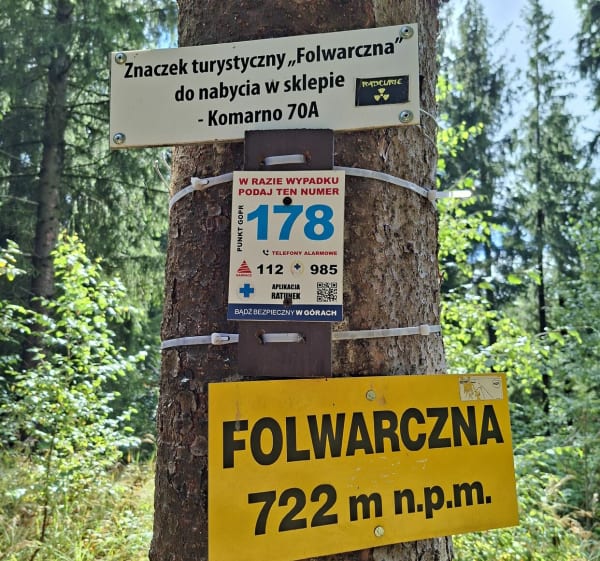 Znaczek turystyczny „Folwarczna”
do nabycia w sklepie
- Komarno 70A
RADCURIE
W RAZIE WYPADKU
PODAJ TEN NUMER
PUNKT GOPR
178
TELEFONY ALARMOWE
112 985
APLIKACJA
RATUNEK
BĄDŹ BEZPIECZNY W GÓRACH
FOLWARCZNA
722 m n.p.m.